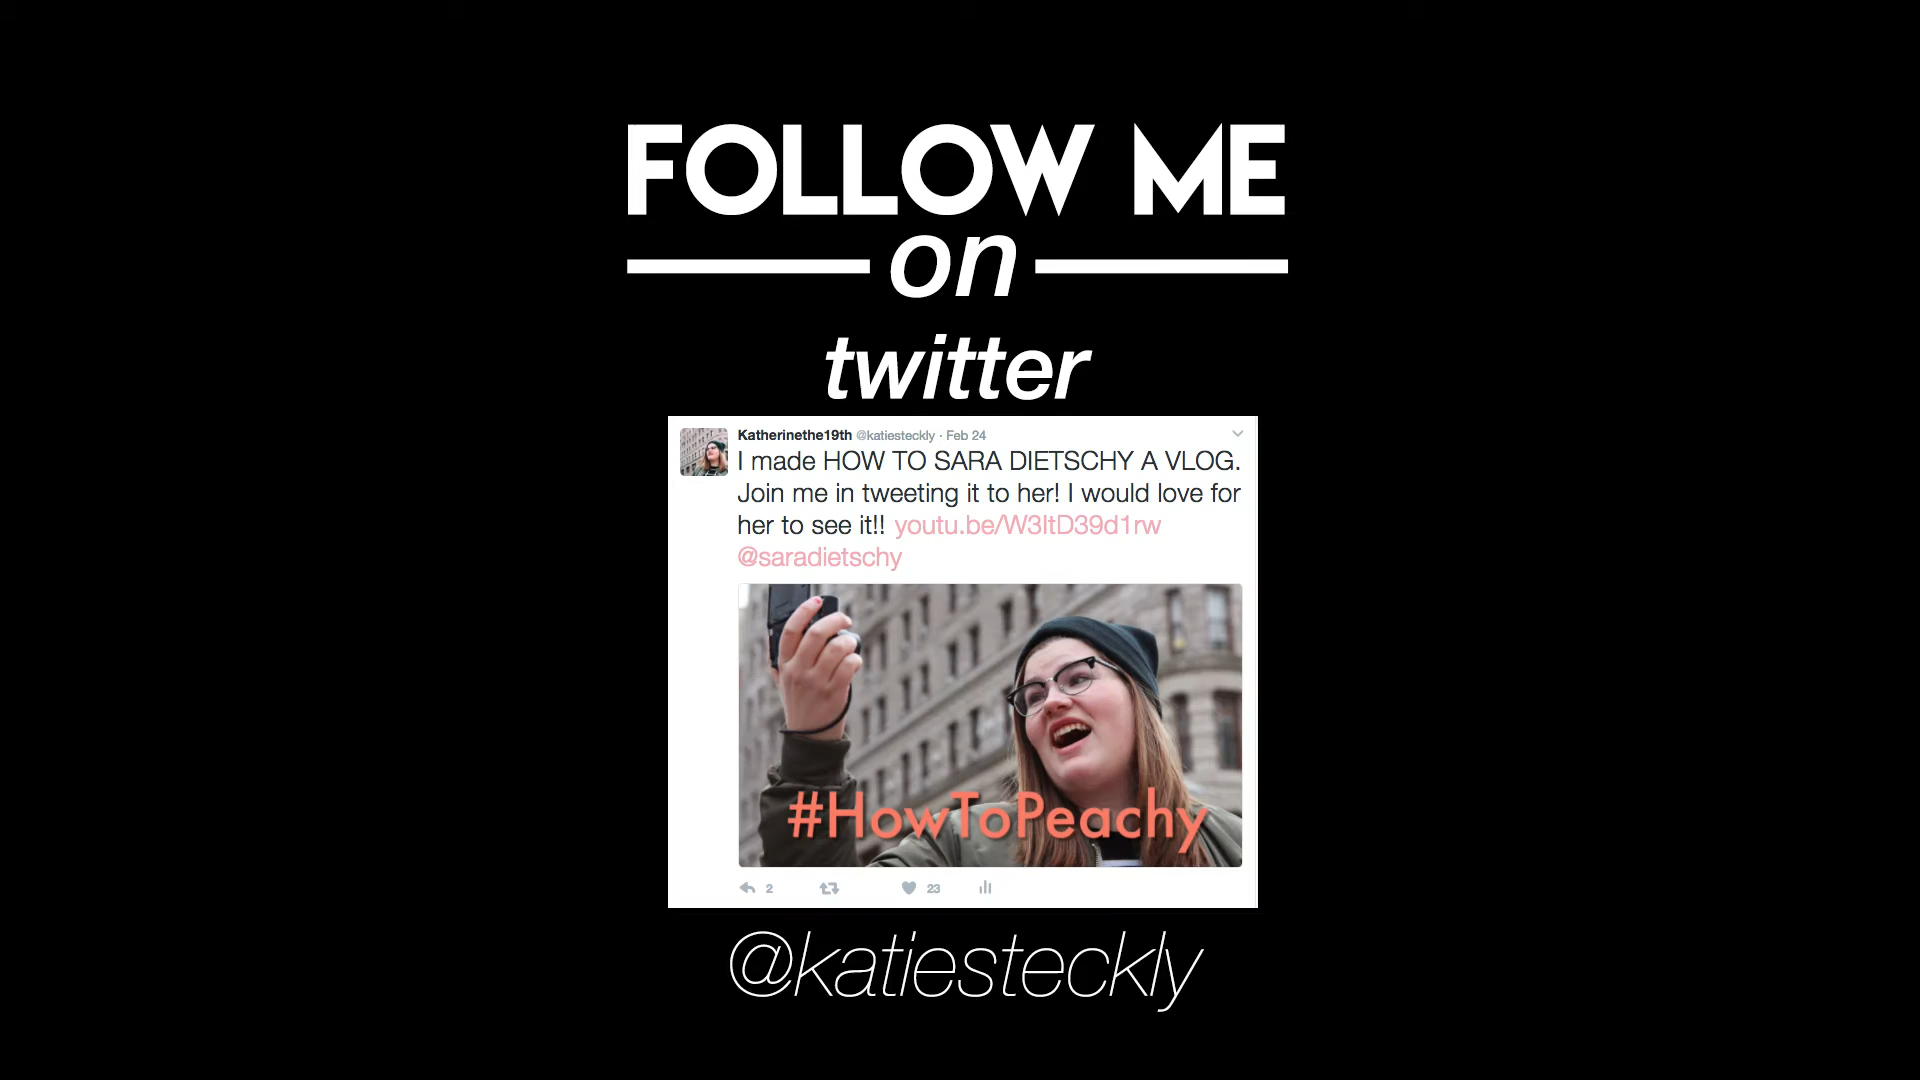 FOLLOW ME
on
twitter
Katherinethe19th @katiesteckly · Feb 24
I made HOW TO SARA DIETSCHY A VLOG.
Join me in tweeting it to her! I would love for
her to see it!! youtu.be/W3ltD39d1rw
@saradietschy
#HowToPeachy
2 23
@katiesteckly